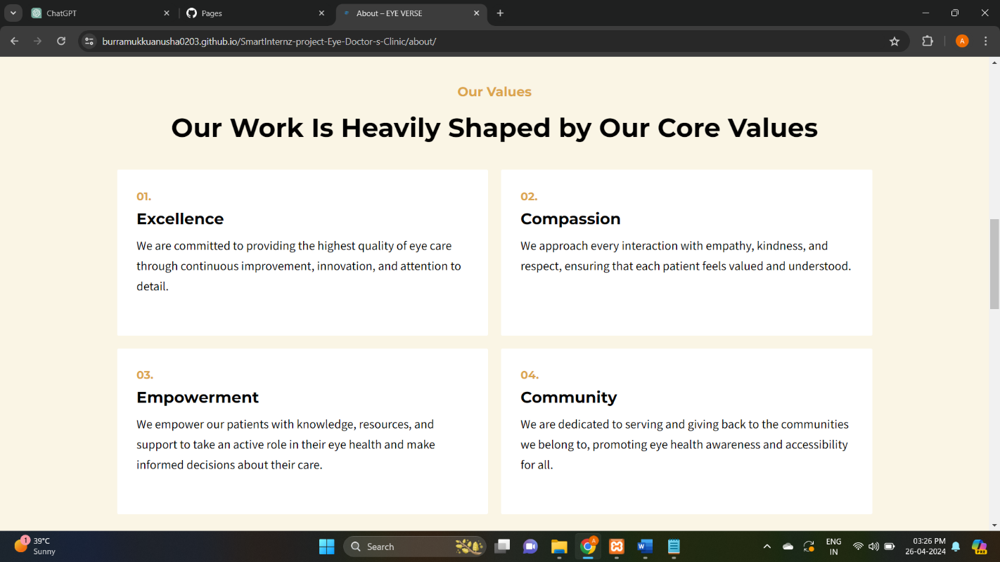 ChatGPT
Pages
About – EYE VERSE
burramukkuanusha0203.github.io/SmartInternz-project-Eye-Doctor-s-Clinic/about/
A
Our Values
Our Work Is Heavily Shaped by Our Core Values
01.
Excellence
We are committed to providing the highest quality of eye care
through continuous improvement, innovation, and attention to
detail.
02.
Compassion
We approach every interaction with empathy, kindness, and
respect, ensuring that each patient feels valued and understood.
03.
Empowerment
We empower our patients with knowledge, resources, and
support to take an active role in their eye health and make
informed decisions about their care.
04.
Community
We are dedicated to serving and giving back to the communities
we belong to, promoting eye health awareness and accessibility
for all.
1
39°C
Sunny
Search
A
W
ENG
IN
03:26 PM
26-04-2024
PRE